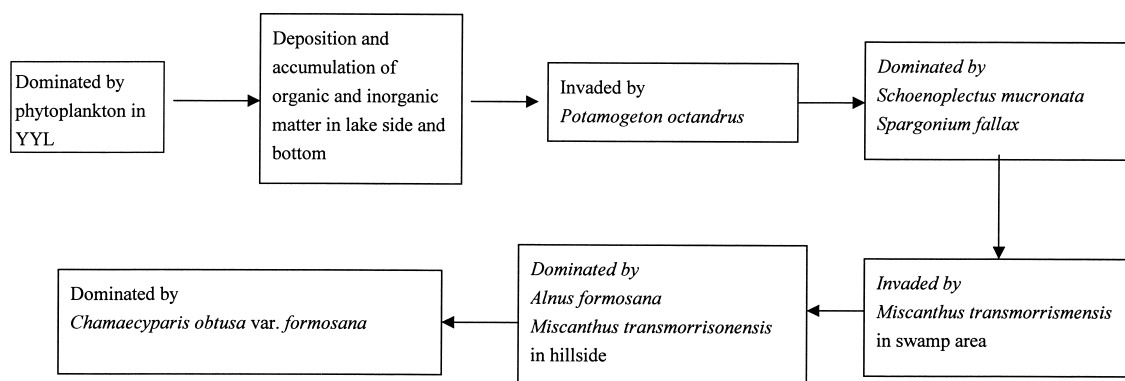 Dominated by
phytoplankton in
YYL
Deposition and
accumulation of
organic and inorganic
matter in lake side and
bottom
Invaded by
Potamogeton octandrus
Dominated by
Schoenoplectus mucronata
Spargonium fallax
Invaded by
Miscanthus transmorrismensis
in swamp area
Dominated by
Alnus formosana
Miscanthus transmorrisonensis
in hillside
Dominated by
Chamaecyparis obtusa var. formosana